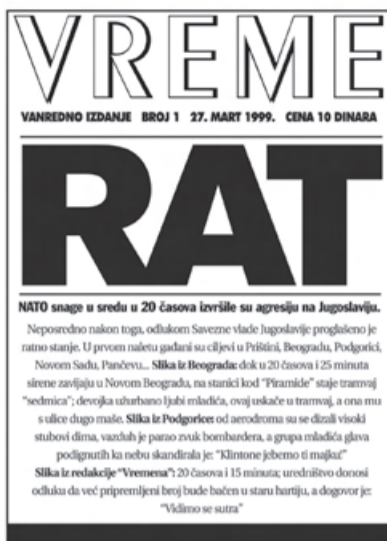 VREME
VANREDNO IZDANJE BROJ 1 27. MART 1999. CENA 10 DINARA
RAT
NATO snage u sredu u 20 časova izvršile su agresiju na Jugoslaviju.
Neposredno nakon toga, odlukom Savezne vlade Jugoslavije proglašeno je
ratno stanje. U prvom naletu gađani su ciljevi u Prištini, Beogradu, Podgorici,
Novom Sadu, Pančevu... Slika iz Beograda: dok u 20 časova i 25 minuta
sirene zavijaju u Novom Beogradu, na stanici kod "Piramide" staje tramvaj
"sedmica"; devojka užurbano ljubi mladića, ovaj uskače u tramvaj, a ona mu
s ulice dugo maše. Slika iz Podgorice: od aerodroma su se dizali visoki
stubovi dima, vazduh je parao zvuk bombardera, a grupa mladića glava
podignutih ka nebu skandirala je: "Klintone jebemo ti majku!"
Slika iz redakcije "Vremena": 20 časova i 15 minuta; uredništvo donosi
odluku da već pripremljeni broj bude bačen u staru hartiju, a dogovor je:
"Vidimo se sutra"